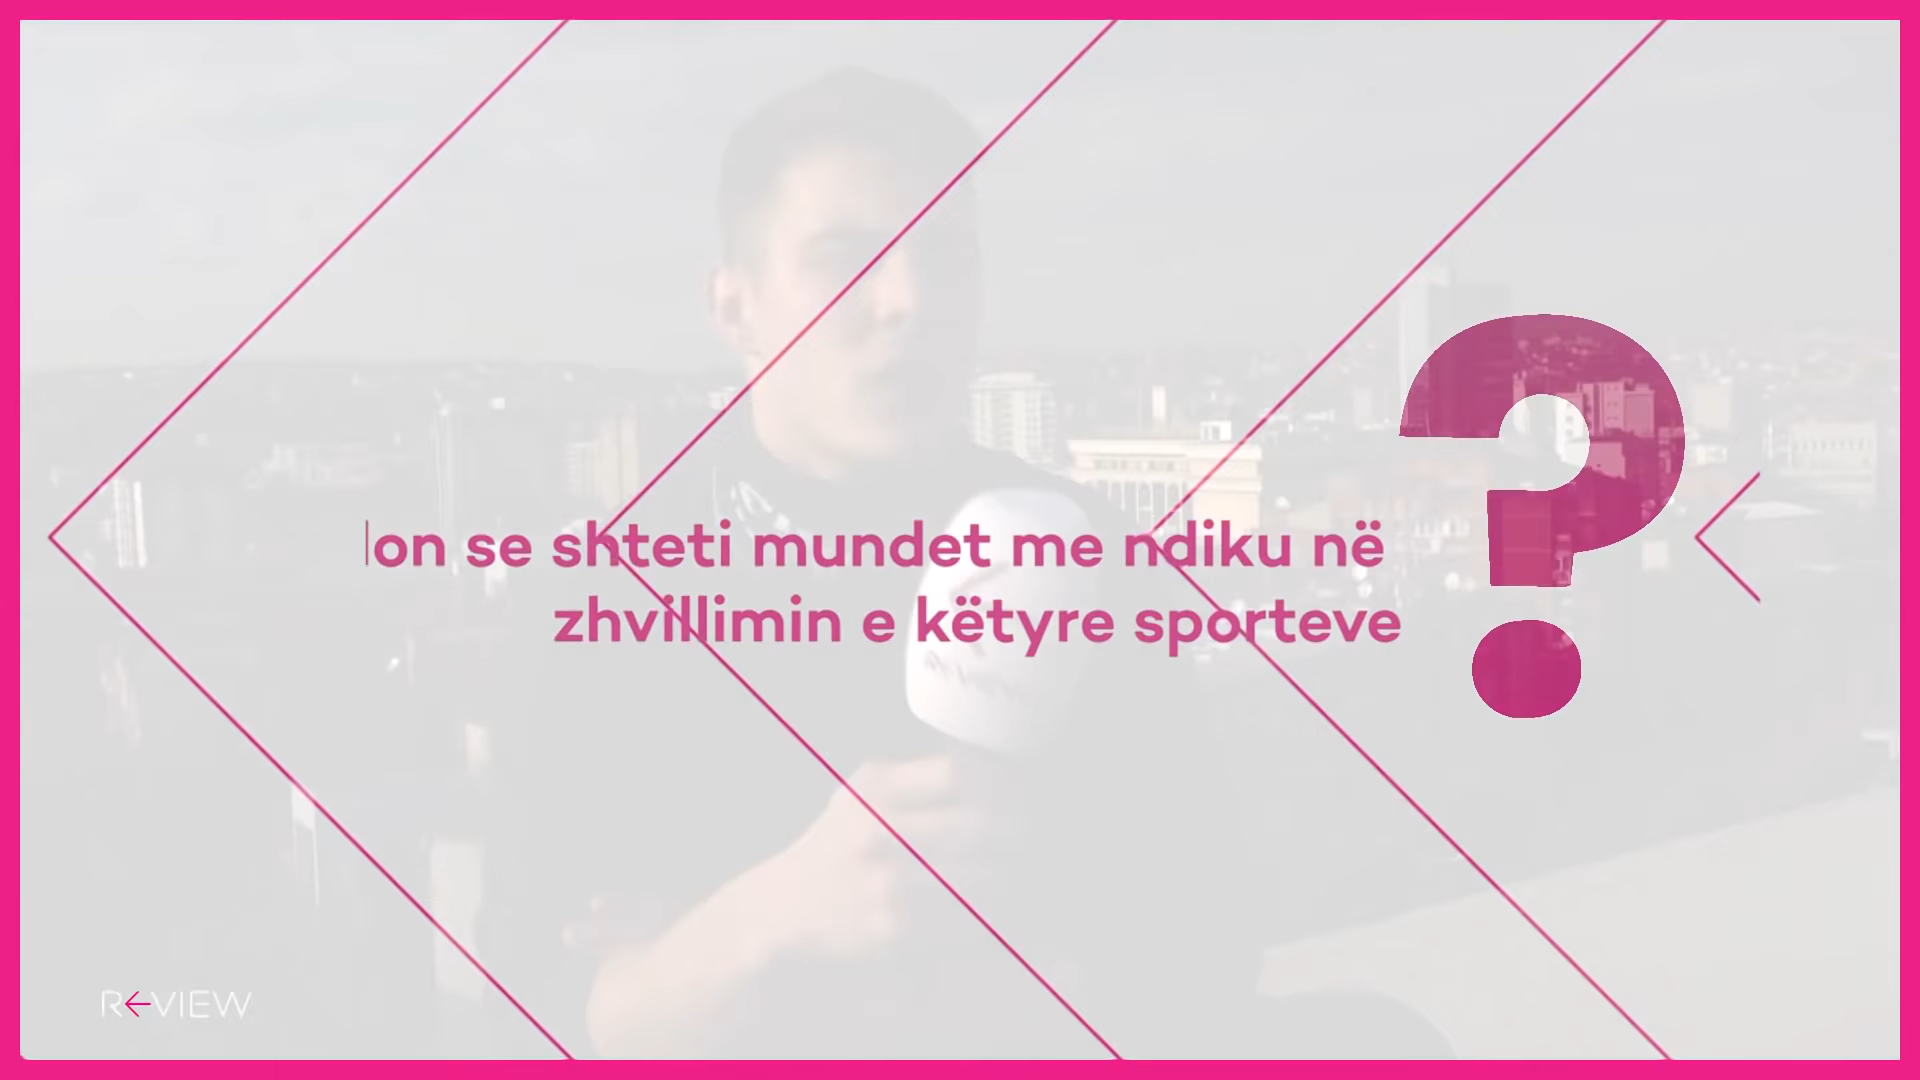 on se shteti mundet me ndiku në
zhvillimin e këtyre sporteve
?
REVIEW